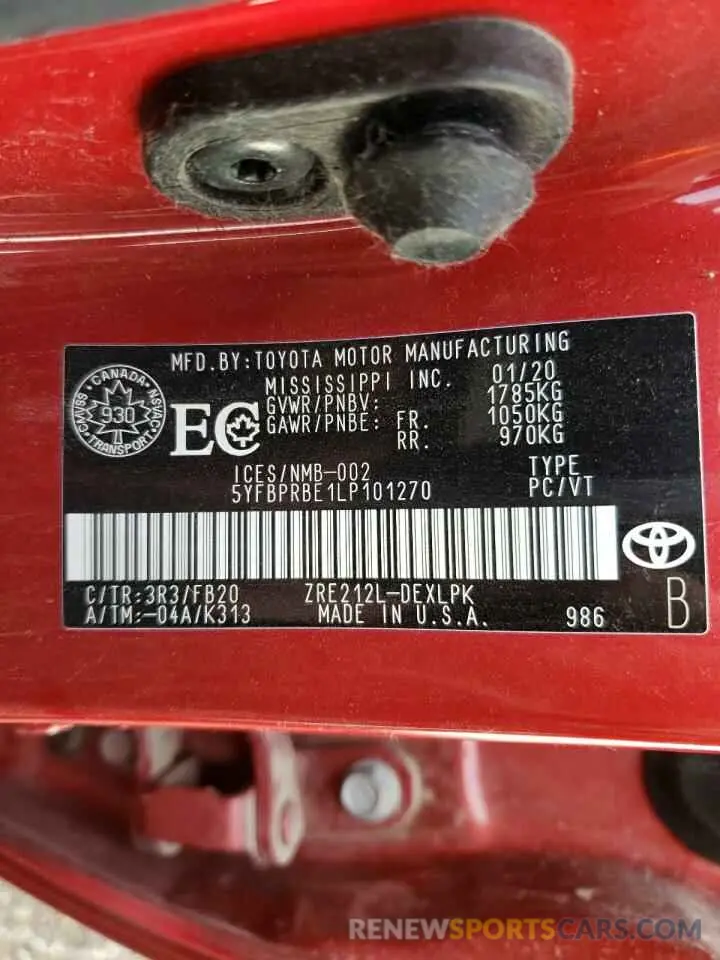 MFD.BY:TOYOTA MOTOR MANUFACTURING
MISSISSIPPI INC. 01/20
GVWR/PNBV: 1785KG
GAWR/PNBE: FR. 1050KG
RR. 970KG
CANADA
CMVSS NSVAC
930
TRANSPORT
EC
ICES/NMB-002 TYPE
5YFBPRBE1LP101270 PC/VT
C/TR:3R3/FB20 ZRE212L-DEXLPK
A/TM:-04A/K313 MADE IN U.S.A. 986 B
RENEWSPORTSCARS.COM